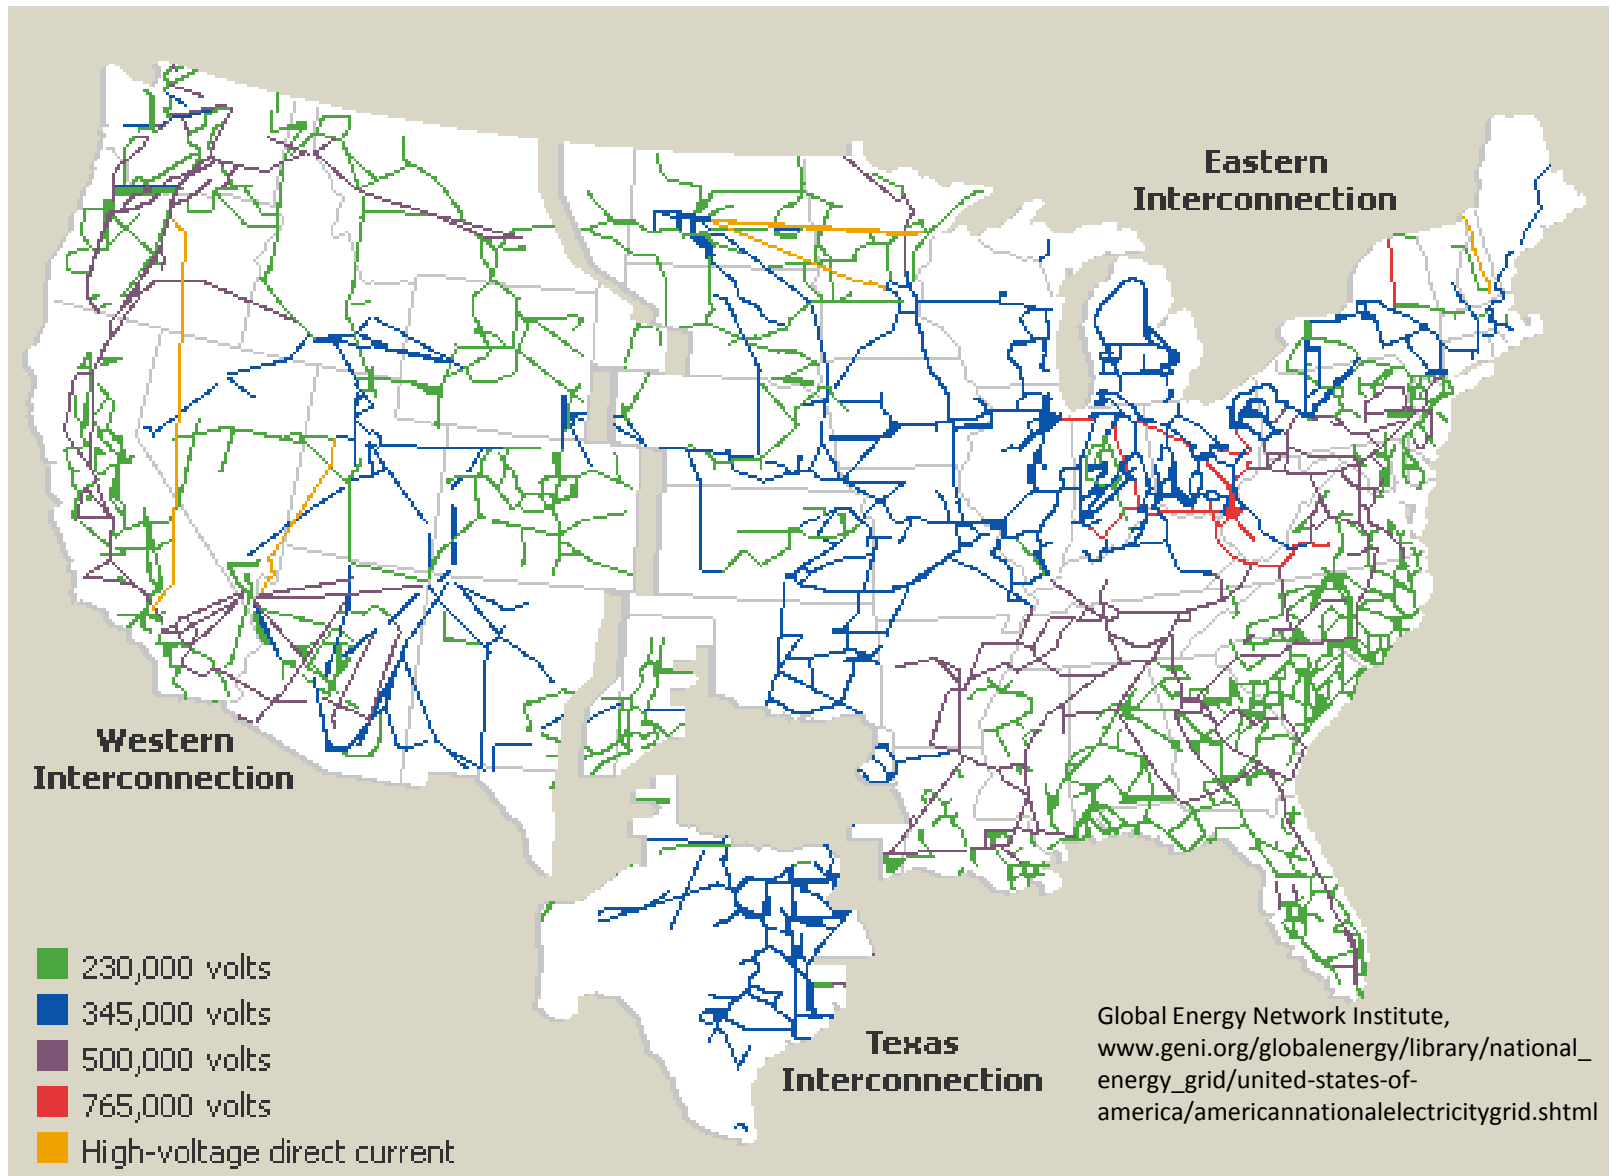 Eastern
Interconnection
Western
Interconnection
Texas
Interconnection
230,000 volts
345,000 volts
500,000 volts
765,000 volts
High-voltage direct current
Global Energy Network Institute,
www.geni.org/globalenergy/library/national_
energy_grid/united-states-of-
america/americannationalelectricitygrid.shtml